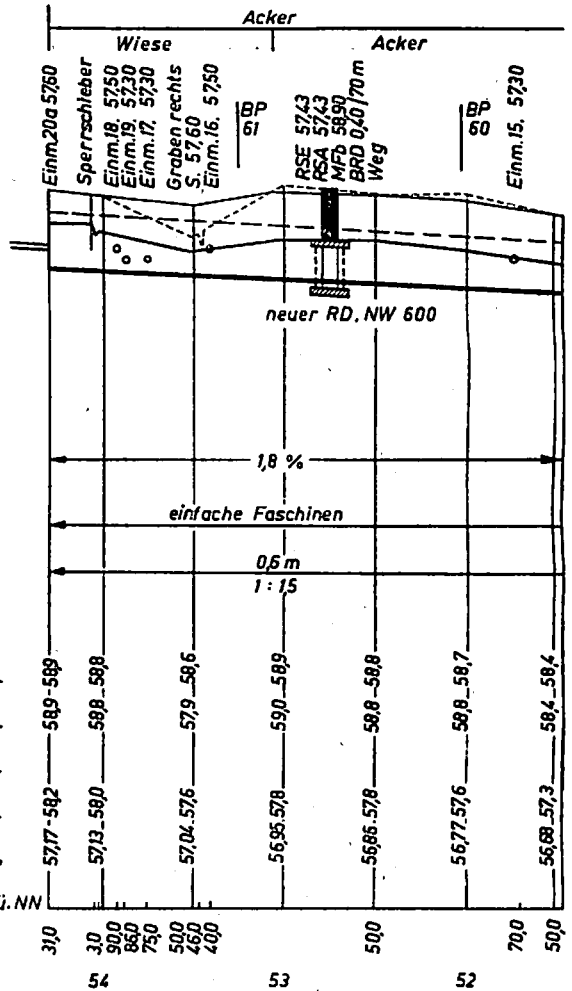 Acker
Wiese
Acker
Einm.20a 57,60
Sperrschieber
Einm.18. 57,50
Einm.19. 57,30
Einm.17. 57,30
Graben rechts
S. 57,60
Einm.16. 57,50
BP
61
RSE 57,43
RSA 57,43
MFb 58,90
BRD 0,40/70 m
Weg
BP
60
Einm.15. 57,30
neuer RD. NW 600
1,8 %
einfache Faschinen
0,6 m
1 : 1,5
58,9-58,9
58,8-58,8
57,9-58,6
59,0-58,9
58,8-58,8
58,8-58,7
58,4-58,4
57,17-58,2
57,13-58,0
57,04-57,6
56,95-57,8
56,86-57,8
56,77-57,6
56,68-57,3
ü.NN
31,0
3,0
90,0
86,0
75,0
50,0
46,0
40,0
50,0
70,0
50,0
54
53
52